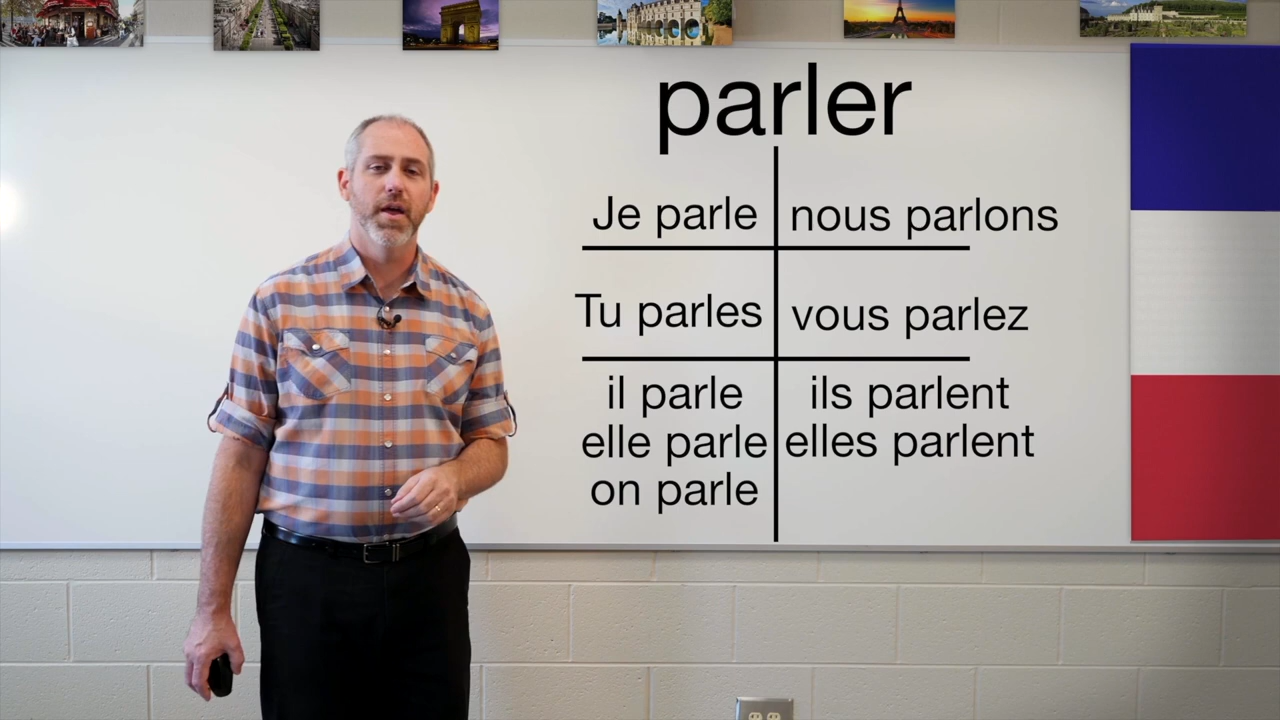 parler
Je parle
nous parlons
Tu parles
vous parlez
il parle
elle parle
on parle
ils parlent
elles parlent